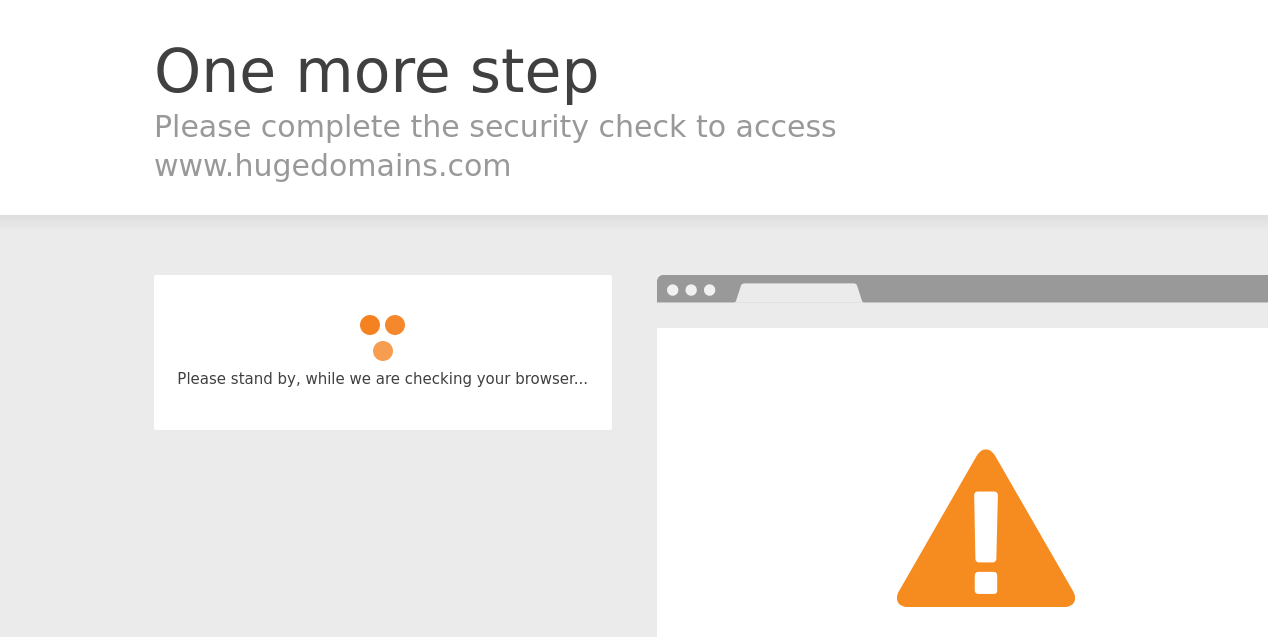 One more step
Please complete the security check to access
www.hugedomains.com
Please stand by, while we are checking your browser...